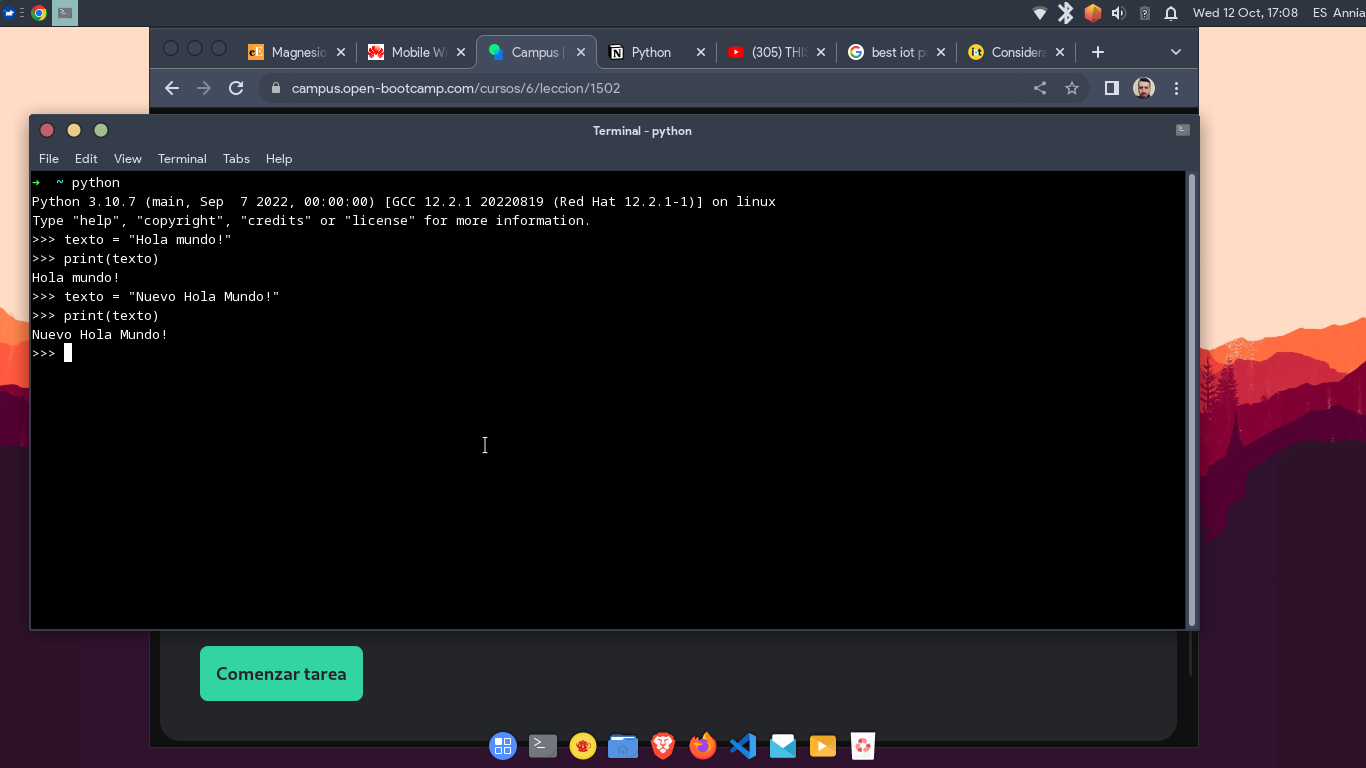 Wed 12 Oct, 17:08
ES Annia
Magnesio
Mobile Wi
Campus |
Python
(305) THI
best iot p
Considera
campus.open-bootcamp.com/cursos/6/leccion/1502
Terminal - python
File Edit View Terminal Tabs Help
➜ ~ python
Python 3.10.7 (main, Sep  7 2022, 00:00:00) [GCC 12.2.1 20220819 (Red Hat 12.2.1-1)] on linux
Type "help", "copyright", "credits" or "license" for more information.
>>> texto = "Hola mundo!"
>>> print(texto)
Hola mundo!
>>> texto = "Nuevo Hola Mundo!"
>>> print(texto)
Nuevo Hola Mundo!
>>>
Comenzar tarea